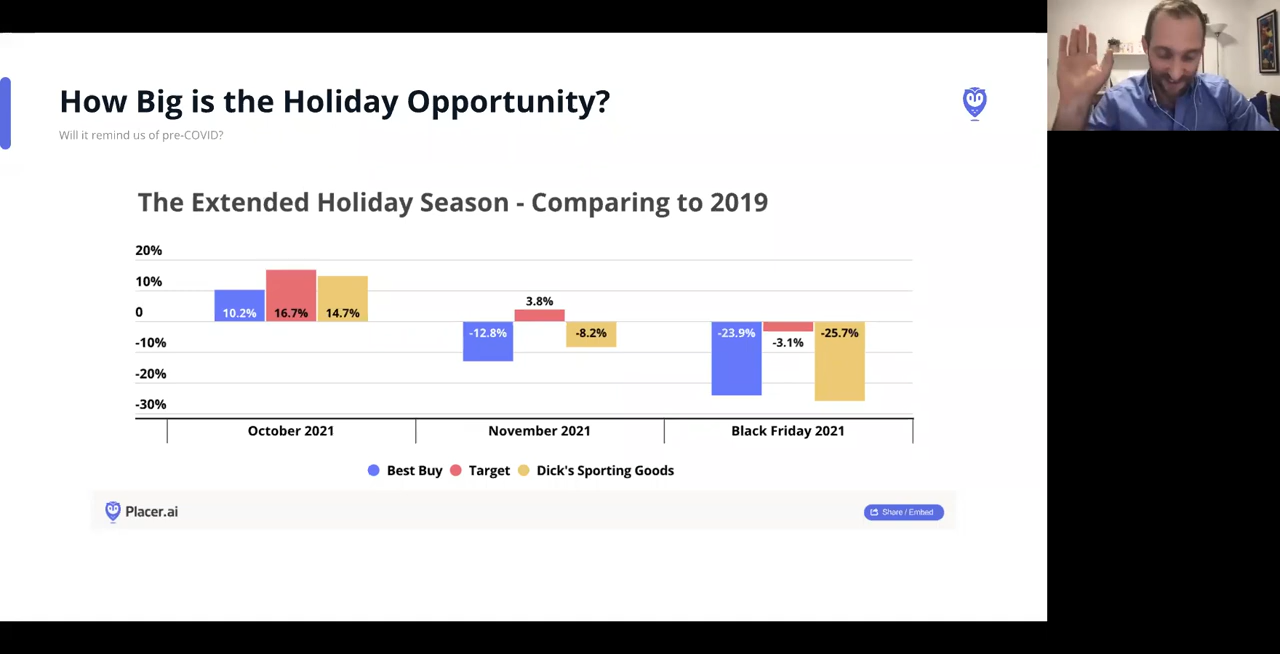 How Big is the Holiday Opportunity?
Will it remind us of pre-COVID?
The Extended Holiday Season - Comparing to 2019
20%
10%
0
-10%
-20%
-30%
10.2% 16.7% 14.7%
-12.8% 3.8% -8.2%
-23.9% -3.1% -25.7%
October 2021 November 2021 Black Friday 2021
Best Buy Target Dick's Sporting Goods
Placer.ai Share / Embed